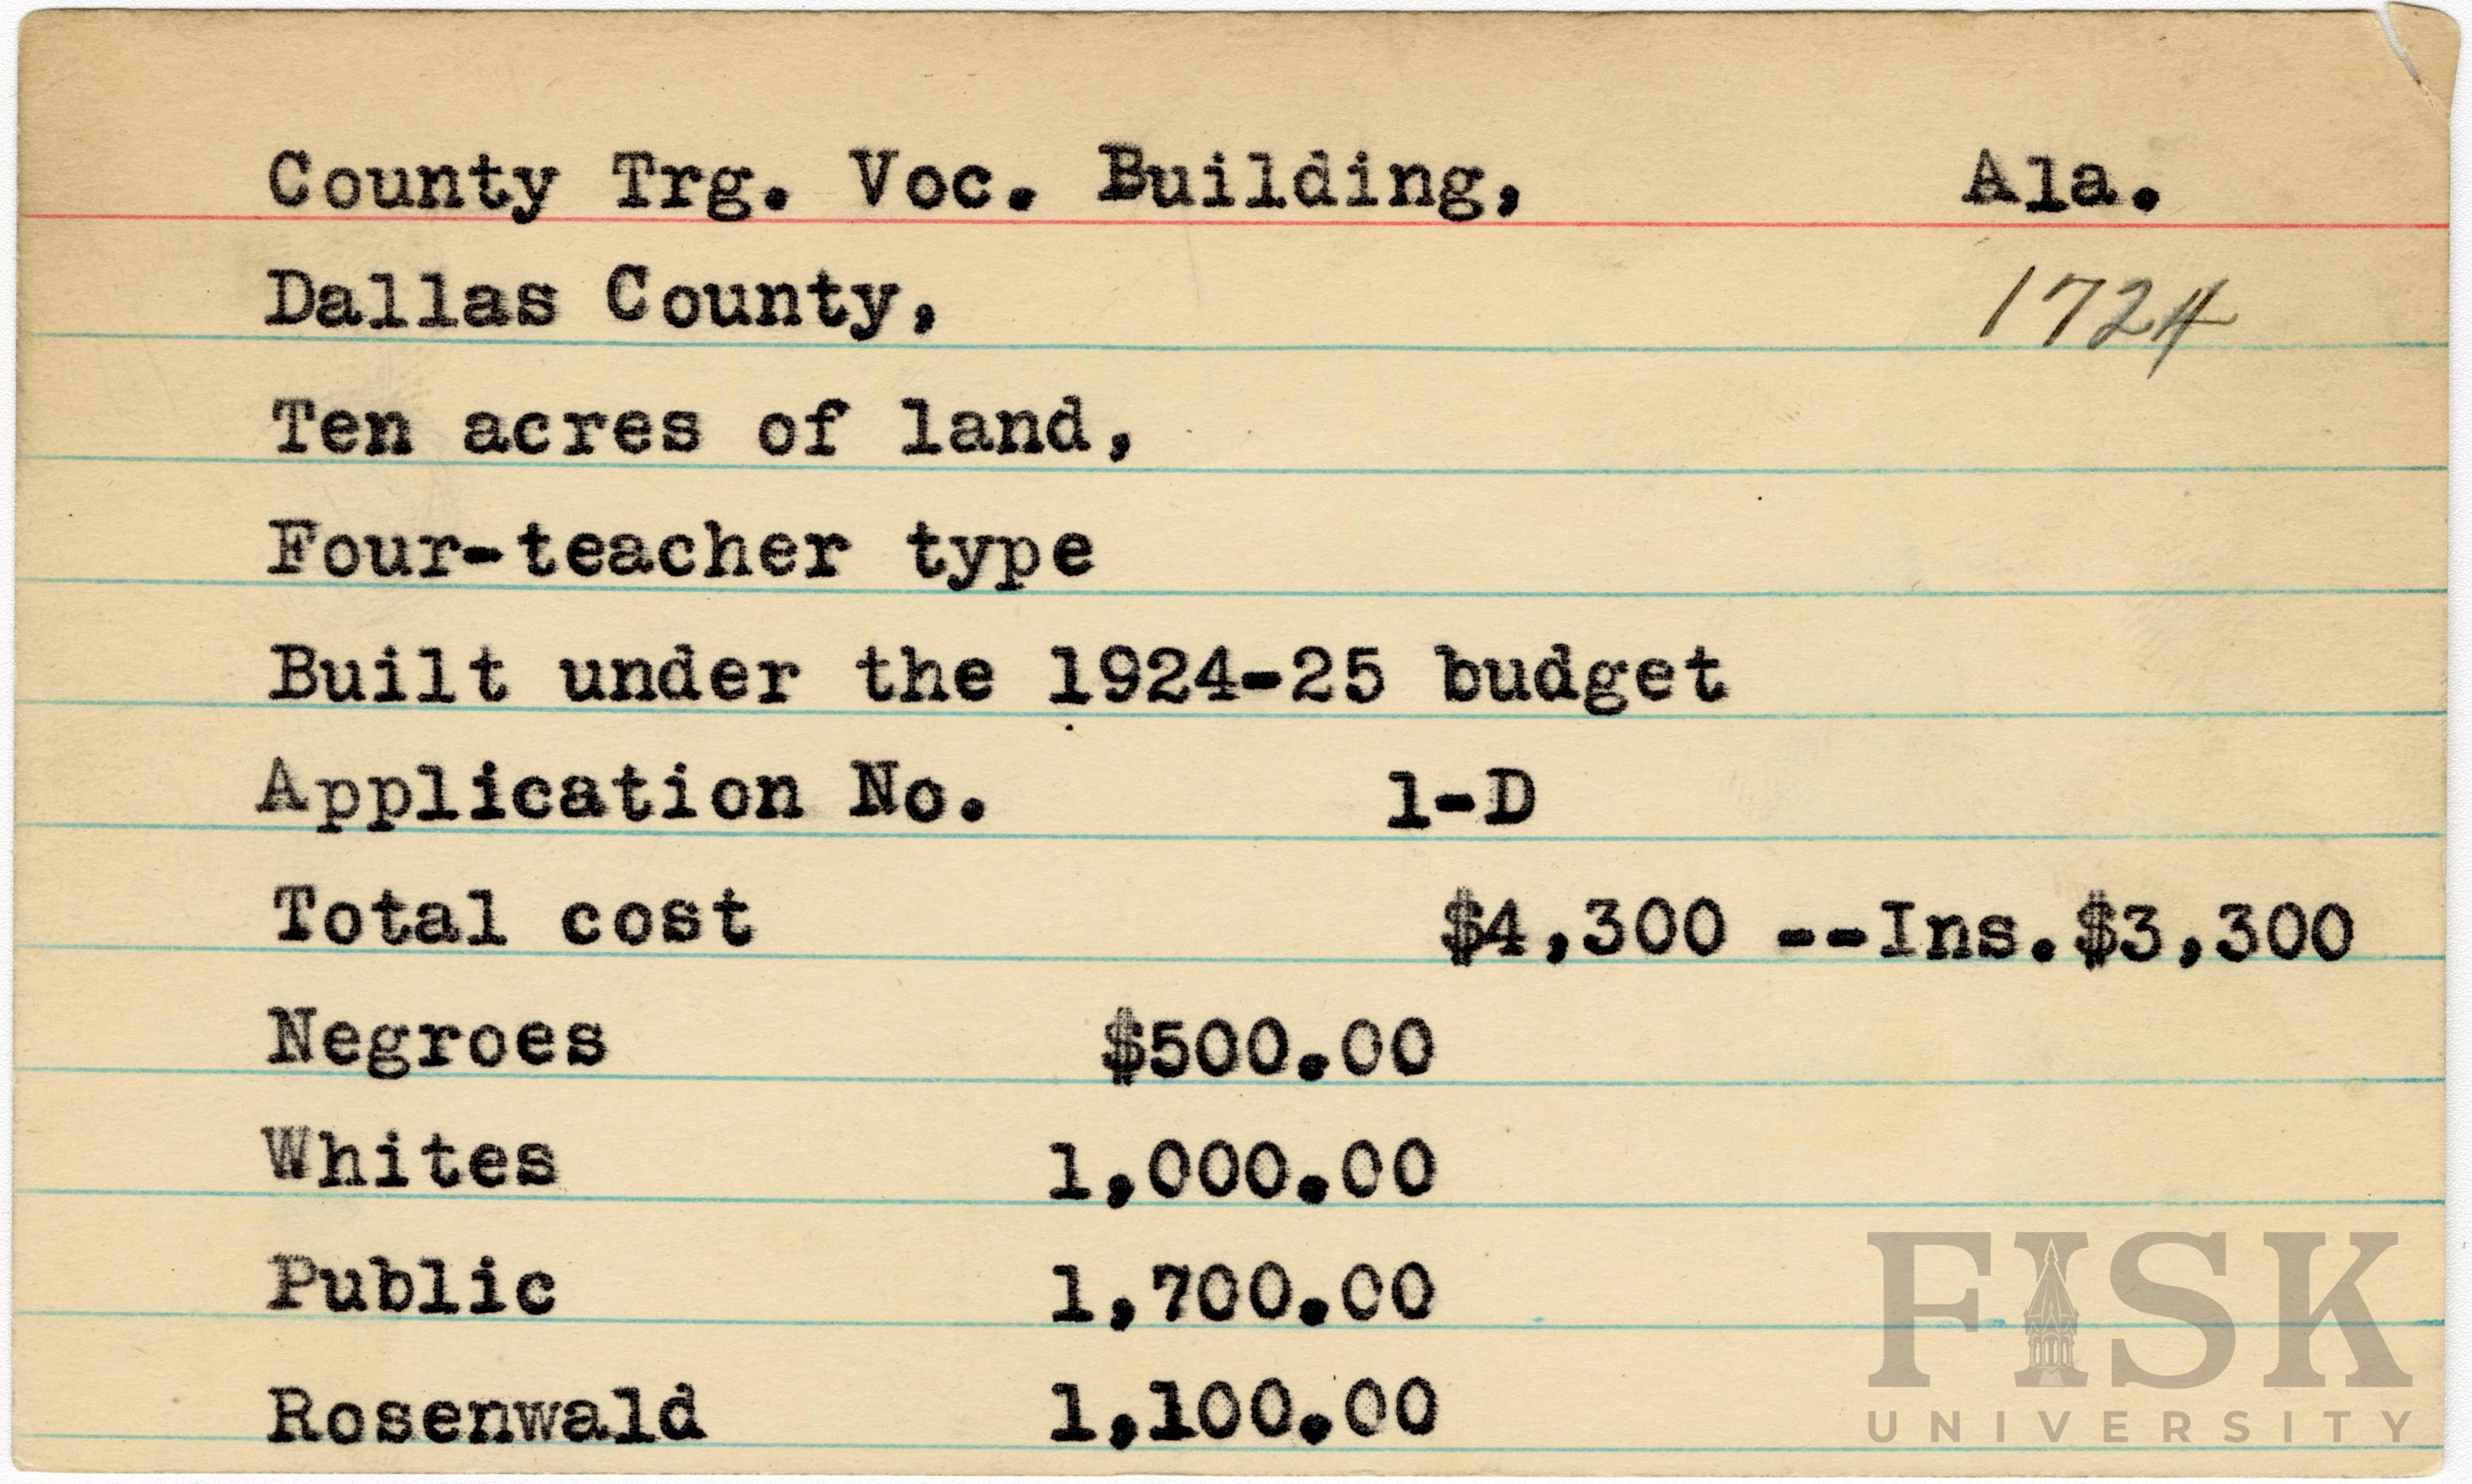 County Trg. Voc. Building, Ala.
Dallas County, 1724
Ten acres of land,
Four-teacher type
Built under the 1924-25 budget
Application No. 1-D
Total cost $4,300 --Ins.$3,300
Negroes $500.00
Whites 1,000.00
Public 1,700.00
Rosenwald 1,100.00
FISK
UNIVERSITY